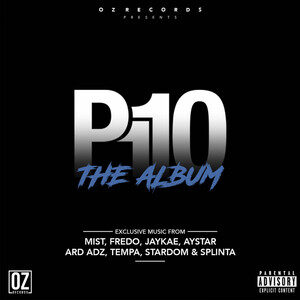 OZ RECORDS
PRESENTS
P110
THE ALBUM
EXCLUSIVE MUSIC FROM
MIST, FREDO, JAYKAE, AYSTAR
ARD ADZ, TEMPA, STARDOM & SPLINTA
OZ
RECORDS
PARENTAL
ADVISORY
EXPLICIT CONTENT